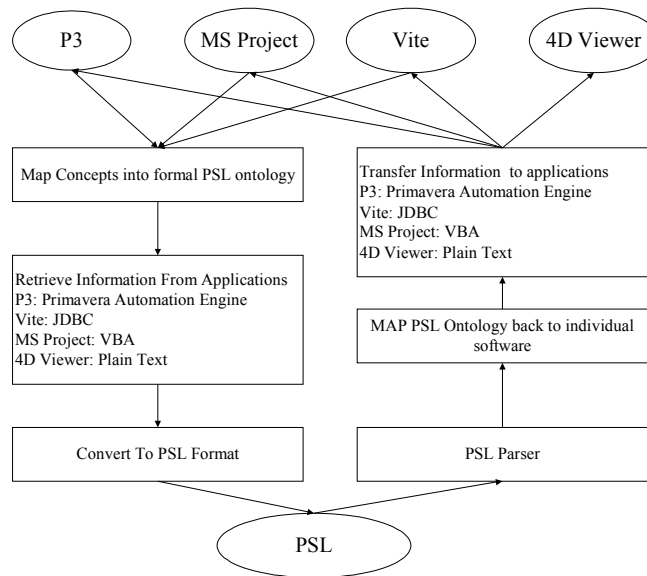 P3
MS Project
Vite
4D Viewer
Map Concepts into formal PSL ontology
Retrieve Information From Applications
P3: Primavera Automation Engine
Vite: JDBC
MS Project: VBA
4D Viewer: Plain Text
Convert To PSL Format
Transfer Information to applications
P3: Primavera Automation Engine
Vite: JDBC
MS Project: VBA
4D Viewer: Plain Text
MAP PSL Ontology back to individual
software
PSL Parser
PSL